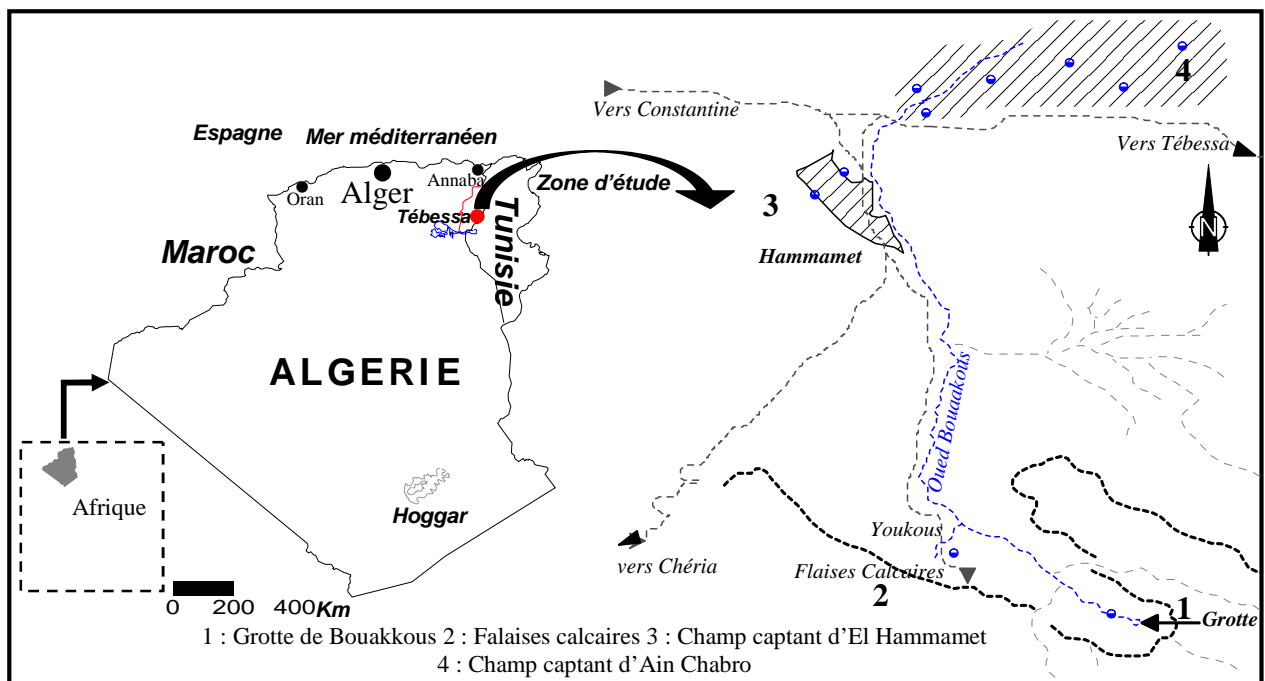 Espagne
Mer méditerranéen
Oran
Alger
Annaba
Tébessa
Tunisie
Maroc
ALGERIE
Hoggar
Afrique
0 200 400Km
Zone d'étude
Vers Constantine
4
Vers Tébessa
3
Hammamet
N
Oued Bouaakous
Youkous
vers Chéria
Flaises Calcaires
2
1
Grotte
1 : Grotte de Bouakkous 2 : Falaises calcaires 3 : Champ captant d'El Hammamet
4 : Champ captant d'Ain Chabro